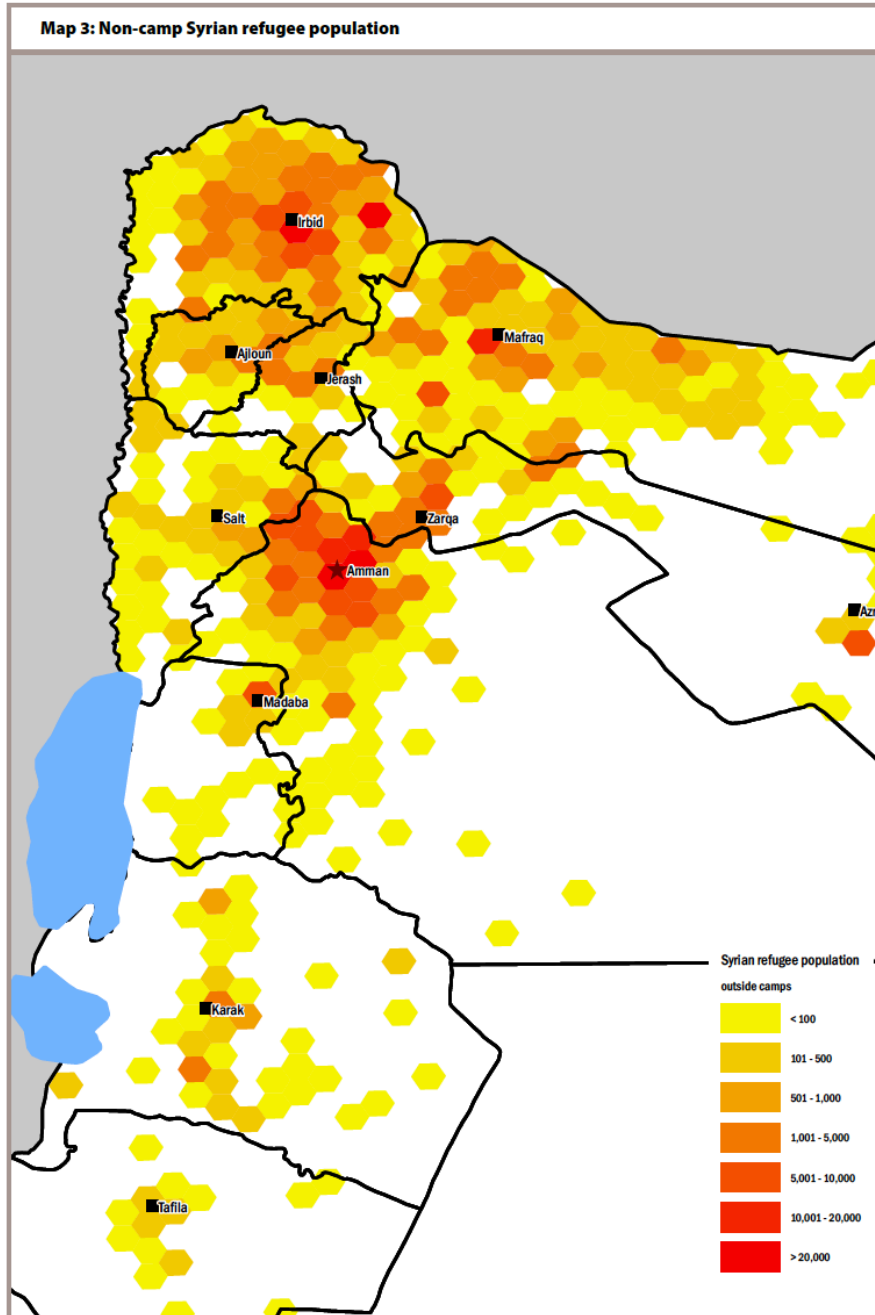 Map 3: Non-camp Syrian refugee population
Irbid
Mafraq
Ajloun
Jerash
Salt
Zarqa
Amman
Azr
Madaba
Karak
Tafila
Syrian refugee population
outside camps
< 100
101 - 500
501 - 1,000
1,001 - 5,000
5,001 - 10,000
10,001 - 20,000
> 20,000